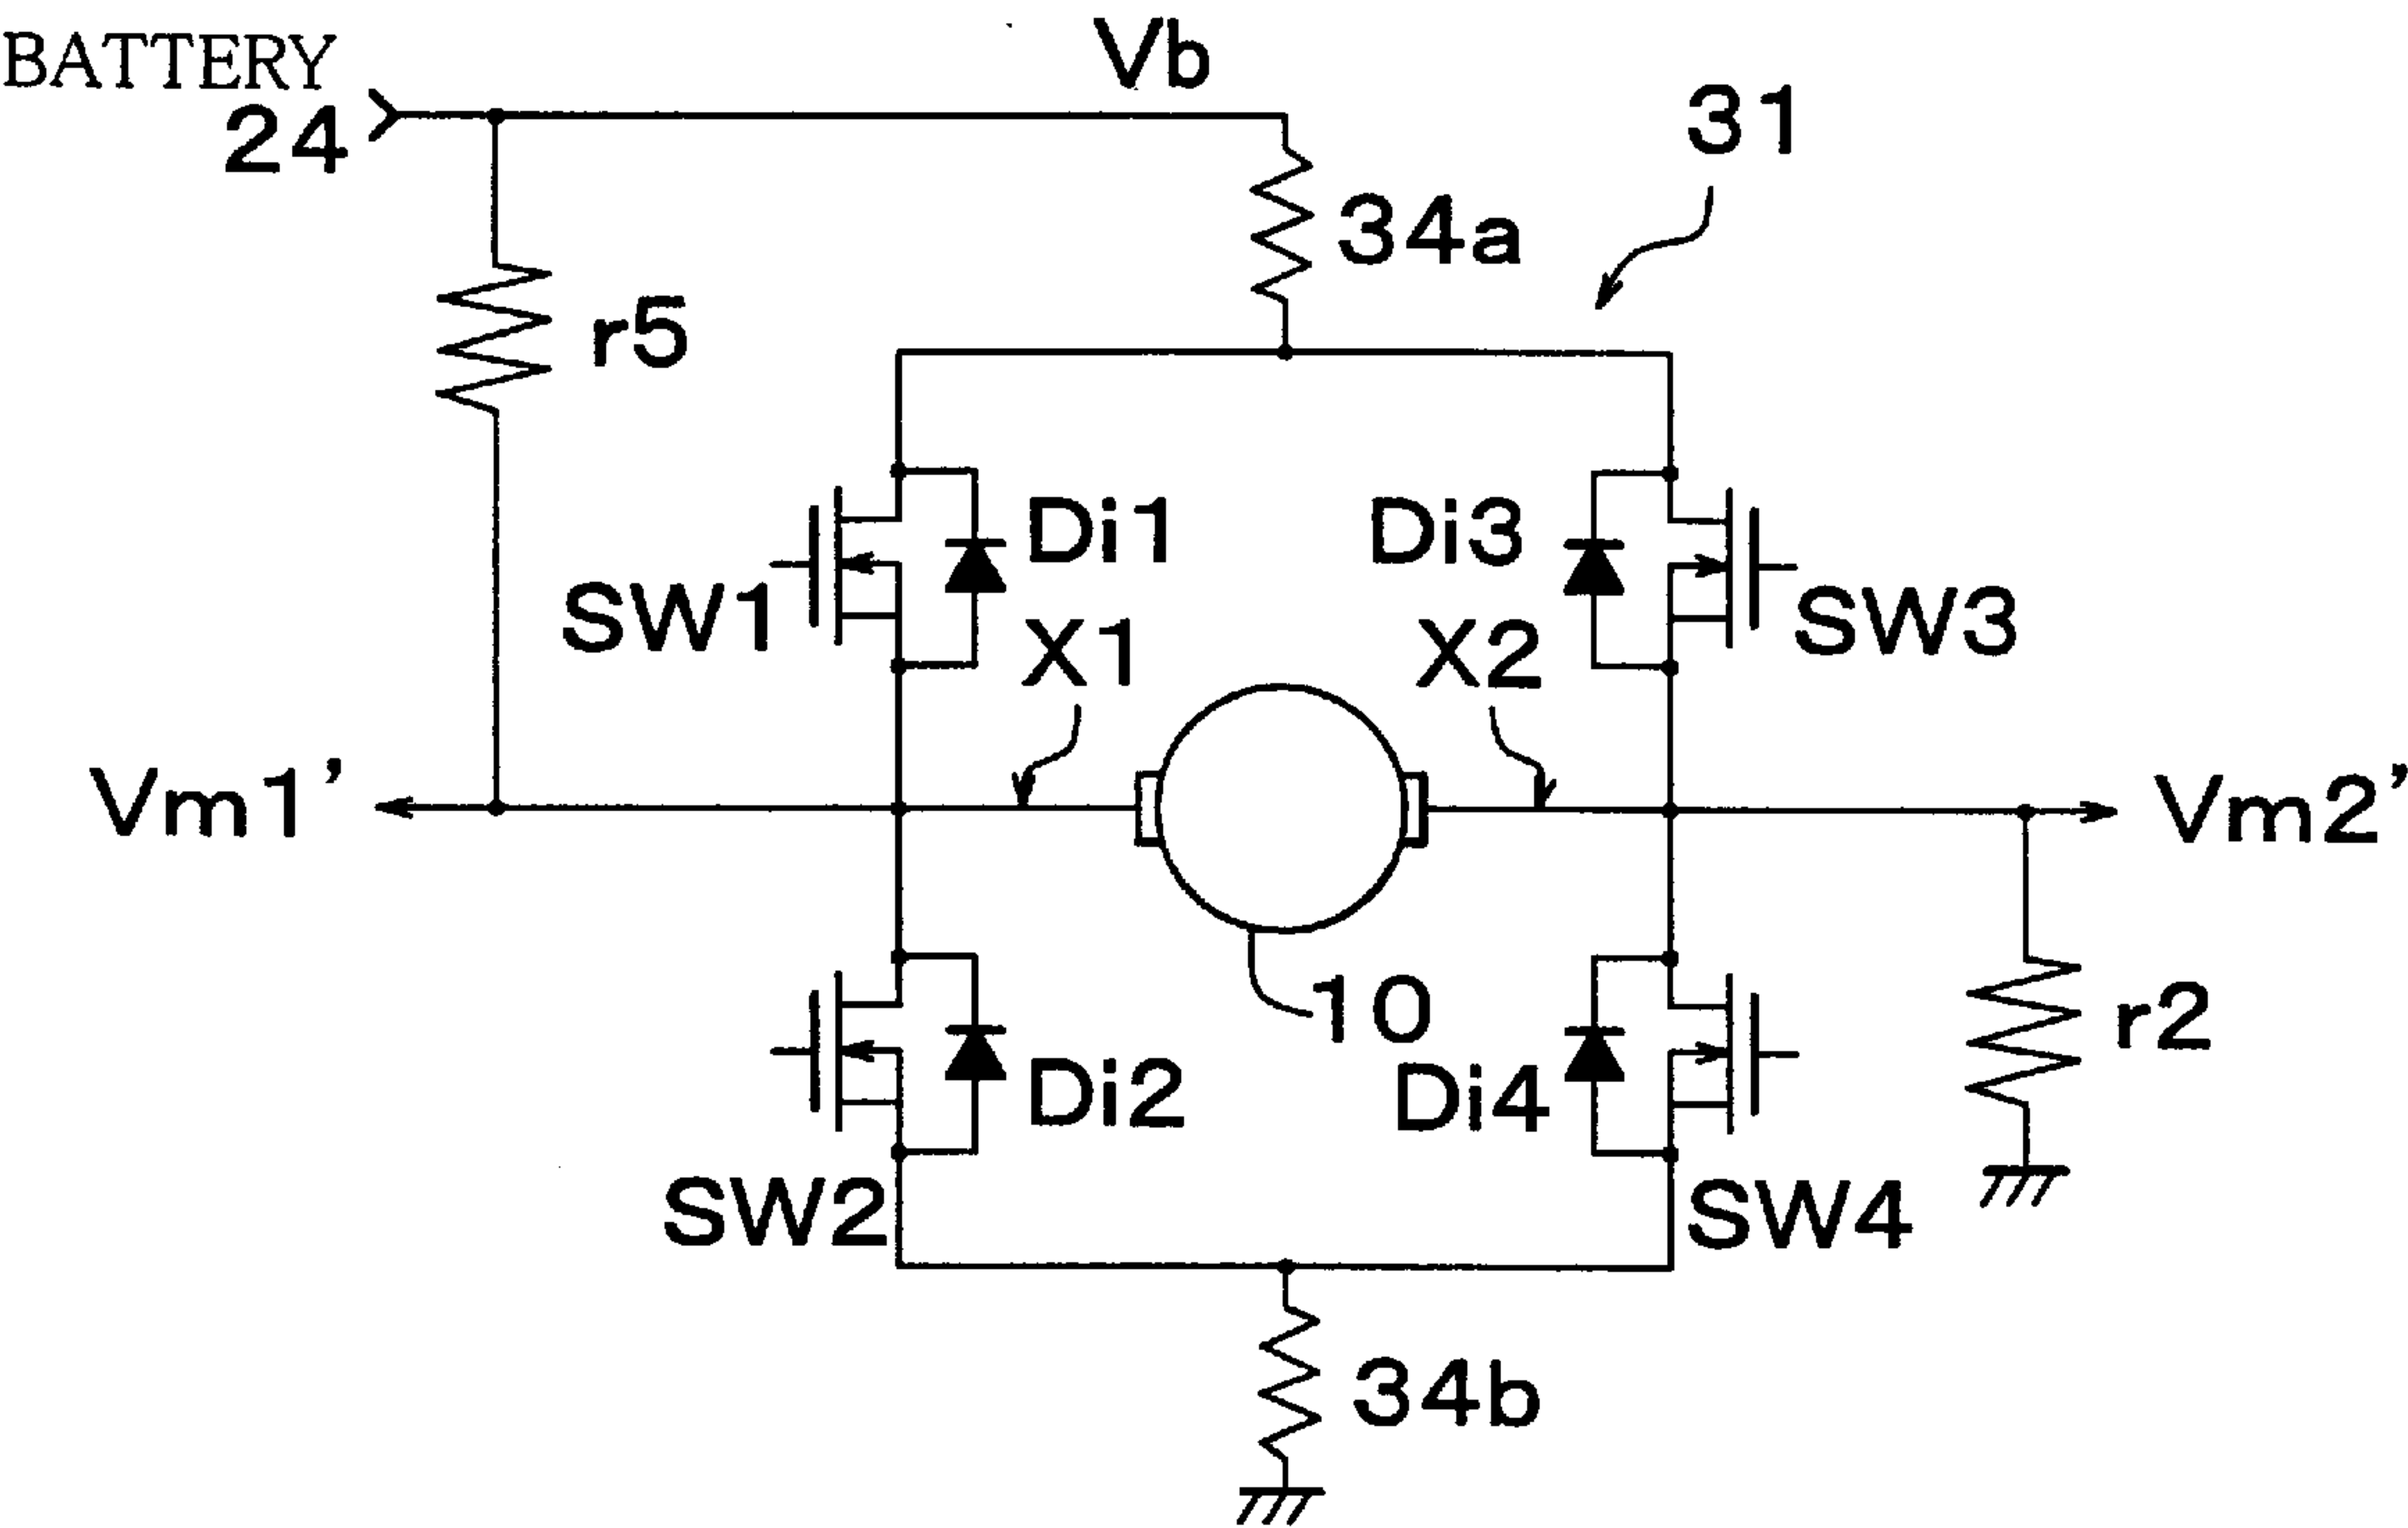 BATTERY
24
Vb
31
34a
r5
Di1
Di3
SW1
SW3
X1
X2
Vm1'
Vm2'
10
r2
Di2
Di4
SW2
SW4
34b